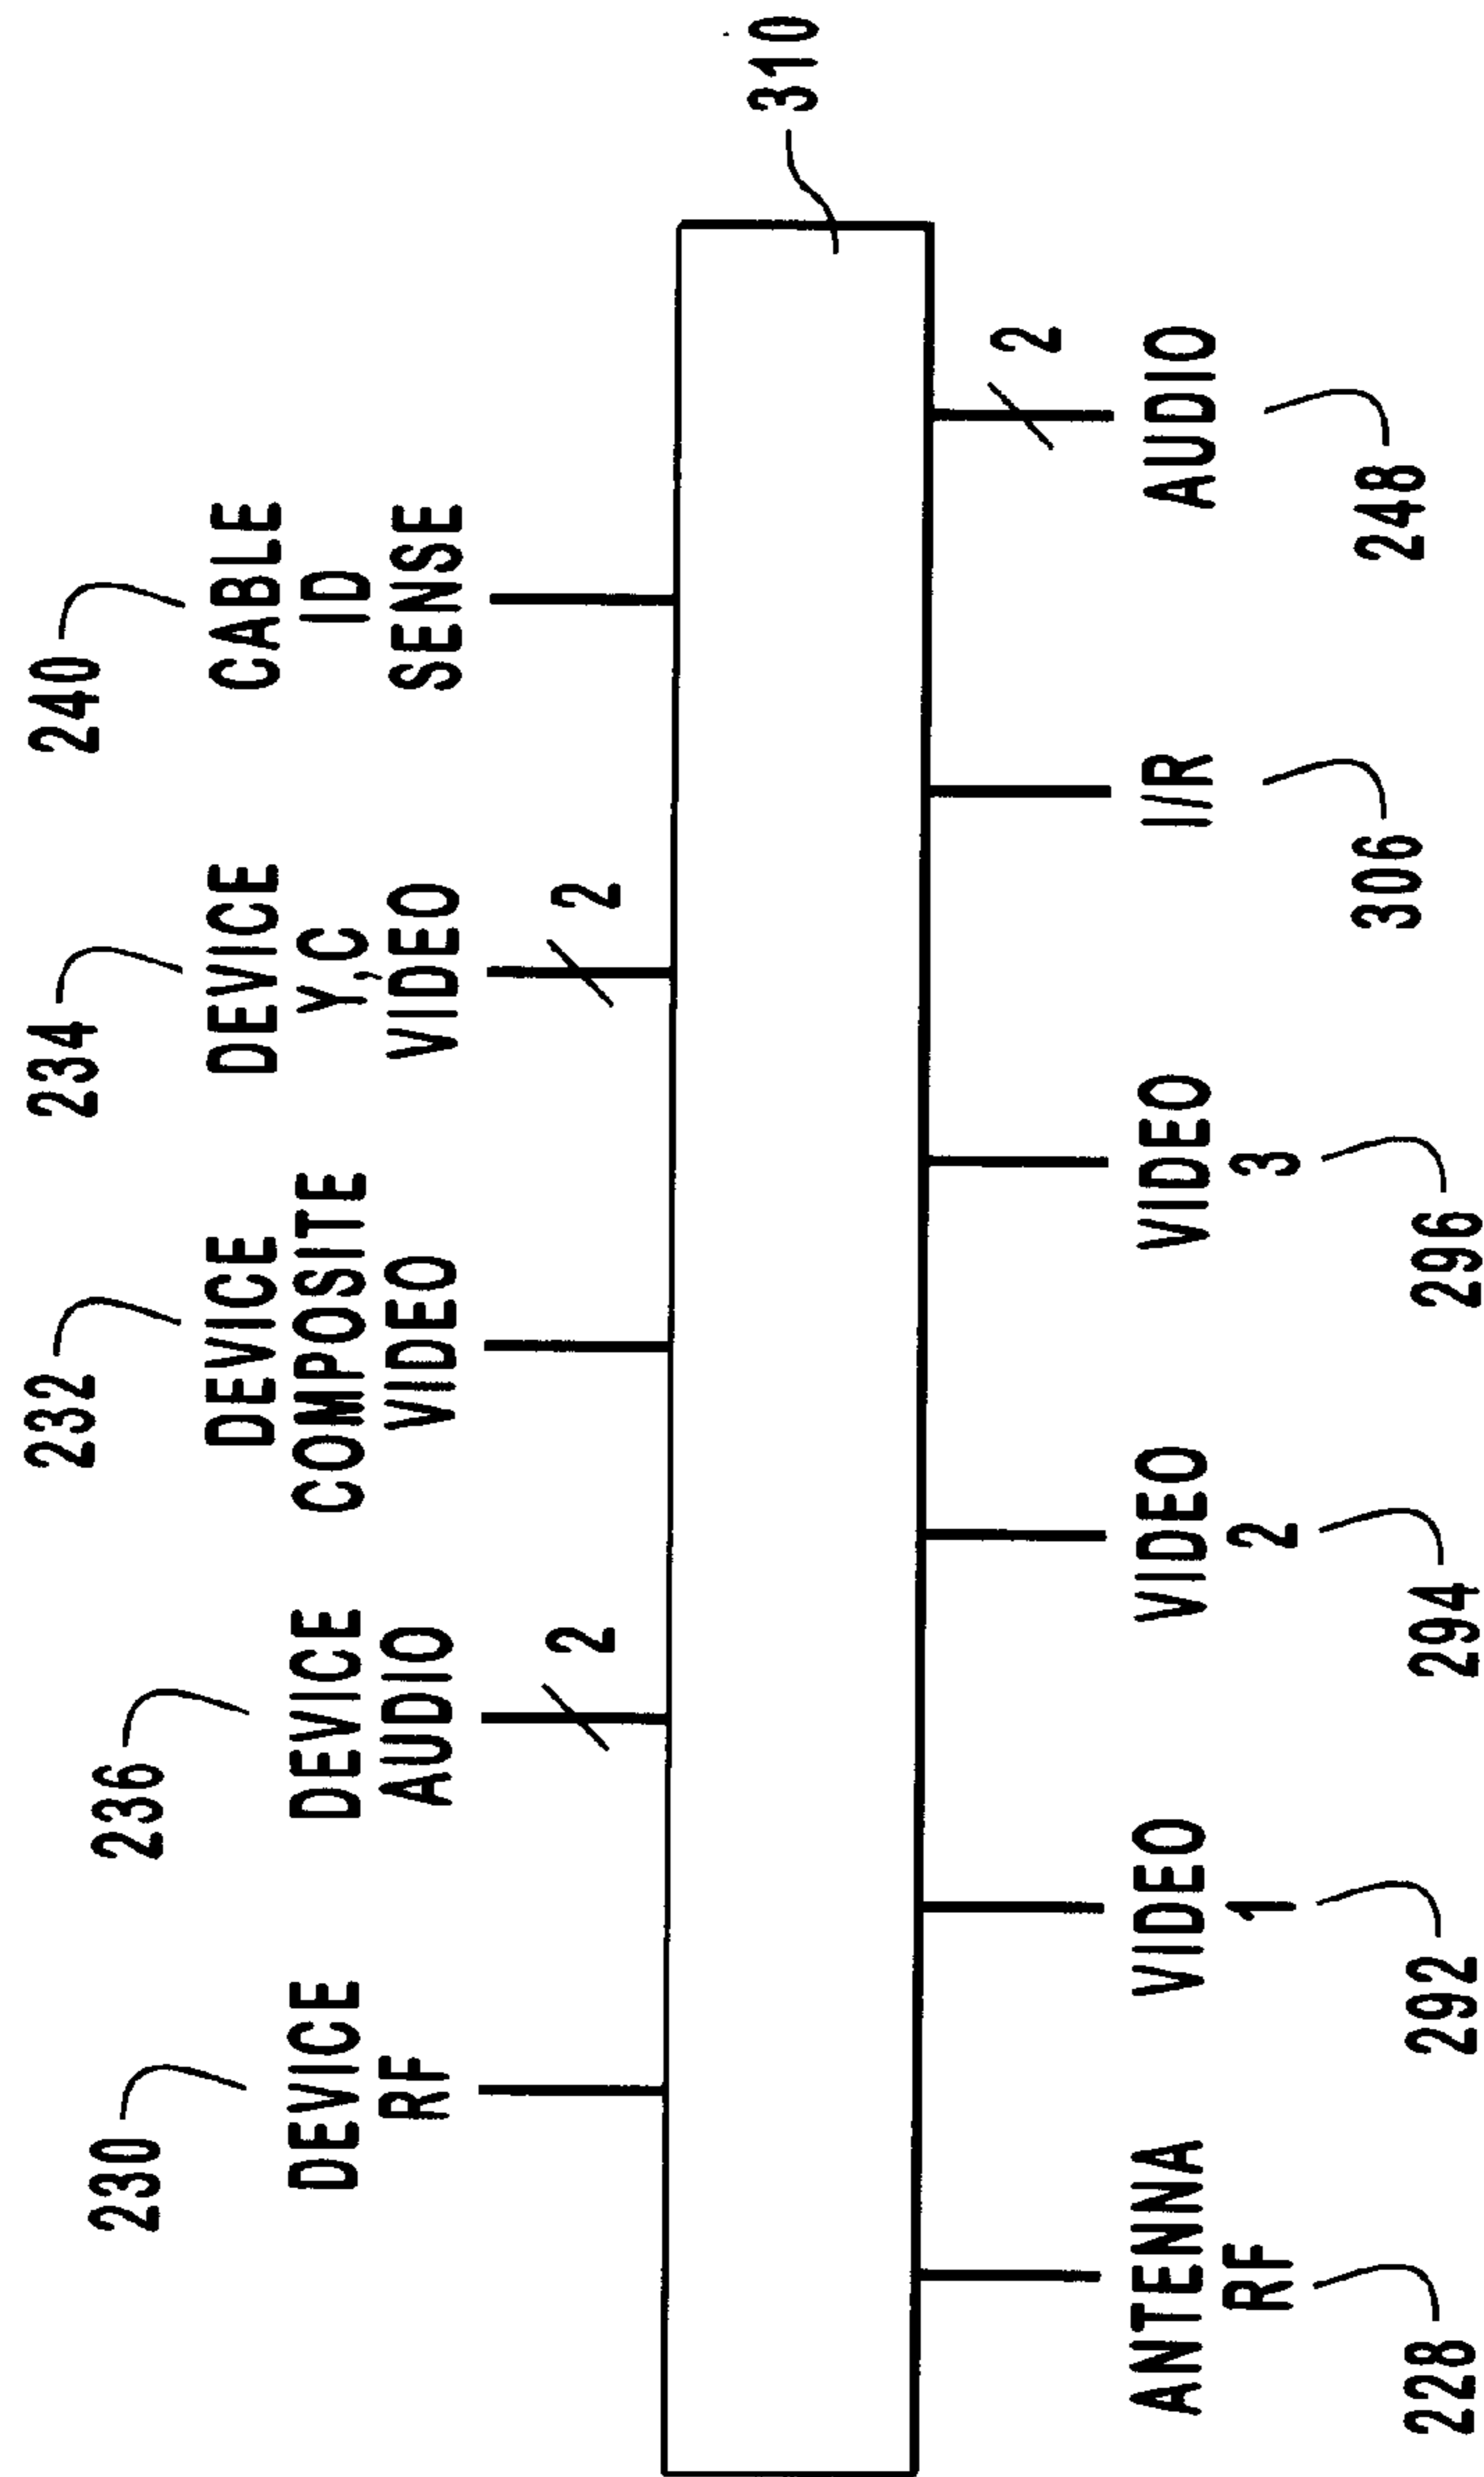 230
DEVICE
RF
236
DEVICE
AUDIO
2
232
DEVICE
COMPOSITE
VIDEO
234
DEVICE
Y,C
VIDEO
2
240
CABLE
ID
SENSE
310
ANTENNA
RF
228
VIDEO
1
292
VIDEO
2
294
VIDEO
3
296
I/R
306
2
AUDIO
248